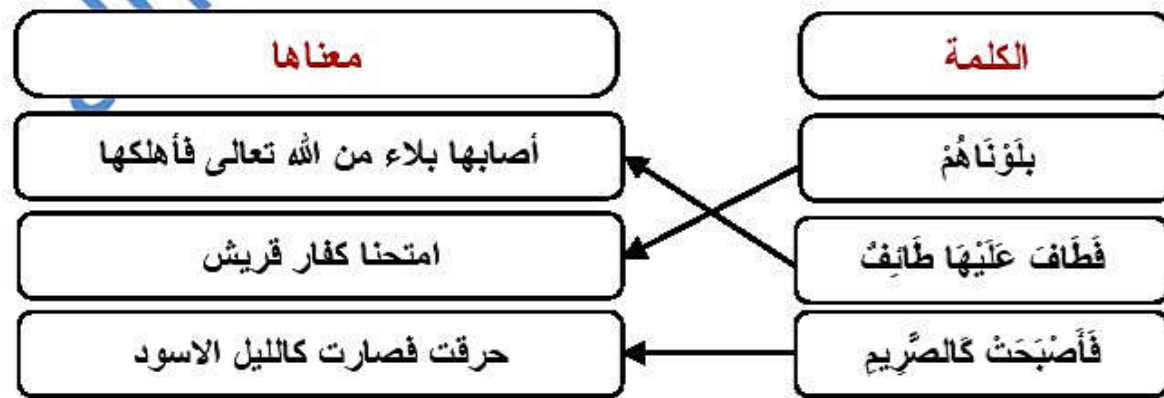 الكلمة
معناها
بلَوْنَاهُمْ
أصابها بلاء من الله تعالى فأهلكها
فَطَافَ عَلَيْهَا طَائِفٌ
امتحنا كفار قريش
فَأَصْبَحَتْ كَالصَّرِيمِ
حرقت فصارت كالليل الاسود